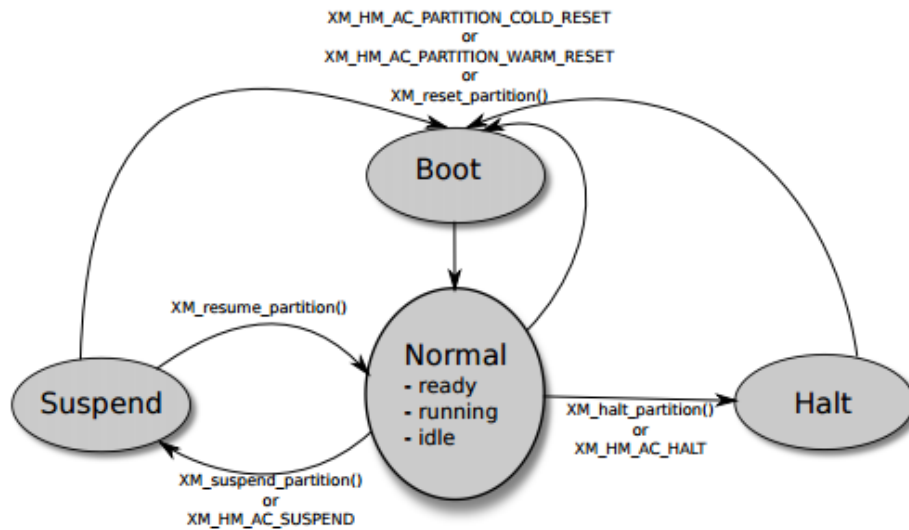 XM_HM_AC_PARTITION_COLD_RESET
or
XM_HM_AC_PARTITION_WARM_RESET
or
XM_reset_partition()
Boot
XM_resume_partition()
Normal
- ready
- running
- idle
Suspend
Halt
XM_halt_partition()
or
XM_HM_AC_HALT
XM_suspend_partition()
or
XM_HM_AC_SUSPEND